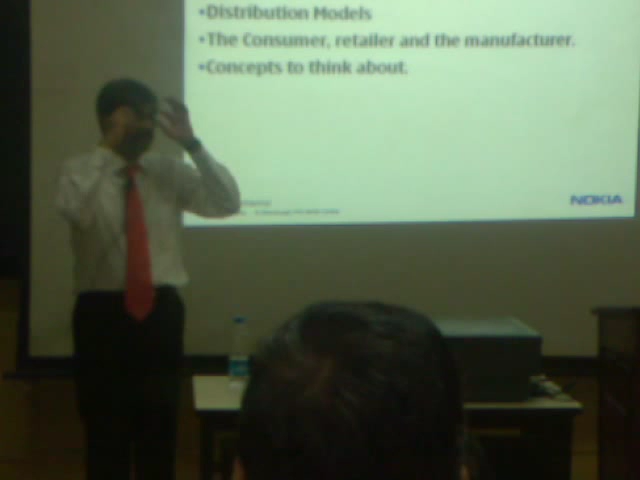 •Distribution Models
•The Consumer, retailer and the manufacturer.
•Concepts to think about.
NOKIA